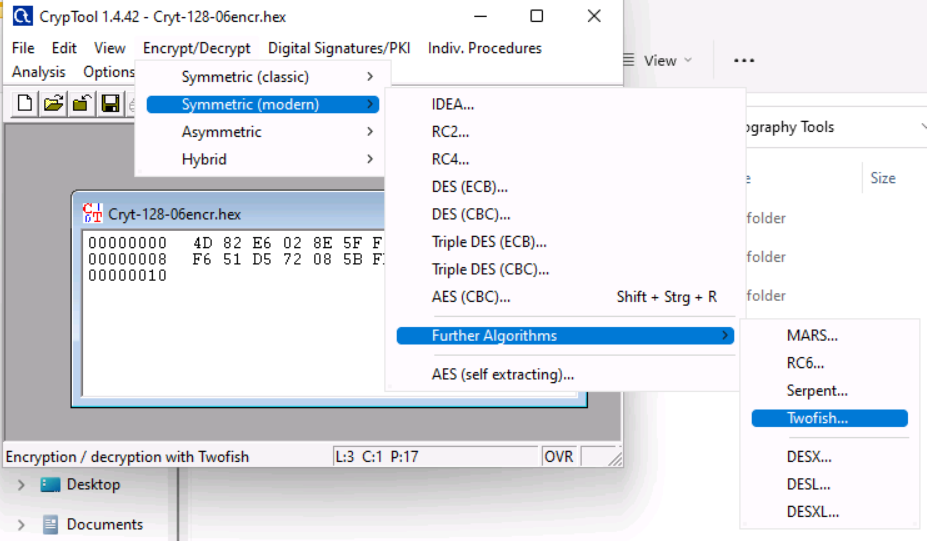 CrypTool 1.4.42 - Cryt-128-06encr.hex
File Edit View Encrypt/Decrypt Digital Signatures/PKI Indiv. Procedures
Analysis Options
View
Symmetric (classic)
Symmetric (modern)
Asymmetric
Hybrid
IDEA...
RC2...
RC4...
DES (ECB)...
DES (CBC)...
Triple DES (ECB)...
Triple DES (CBC)...
AES (CBC)... Shift + Strg + R
Further Algorithms
AES (self extracting)...
MARS...
RC6...
Serpent...
Twofish...
DESX...
DESL...
DESXL...
Cryt-128-06encr.hex
00000000 4D 82 E6 02 8E 5F F
00000008 F6 51 D5 72 08 5B F
00000010
ography Tools
Size
folder
folder
folder
Encryption / decryption with Twofish L:3 C:1 P:17 OVR
Desktop
Documents